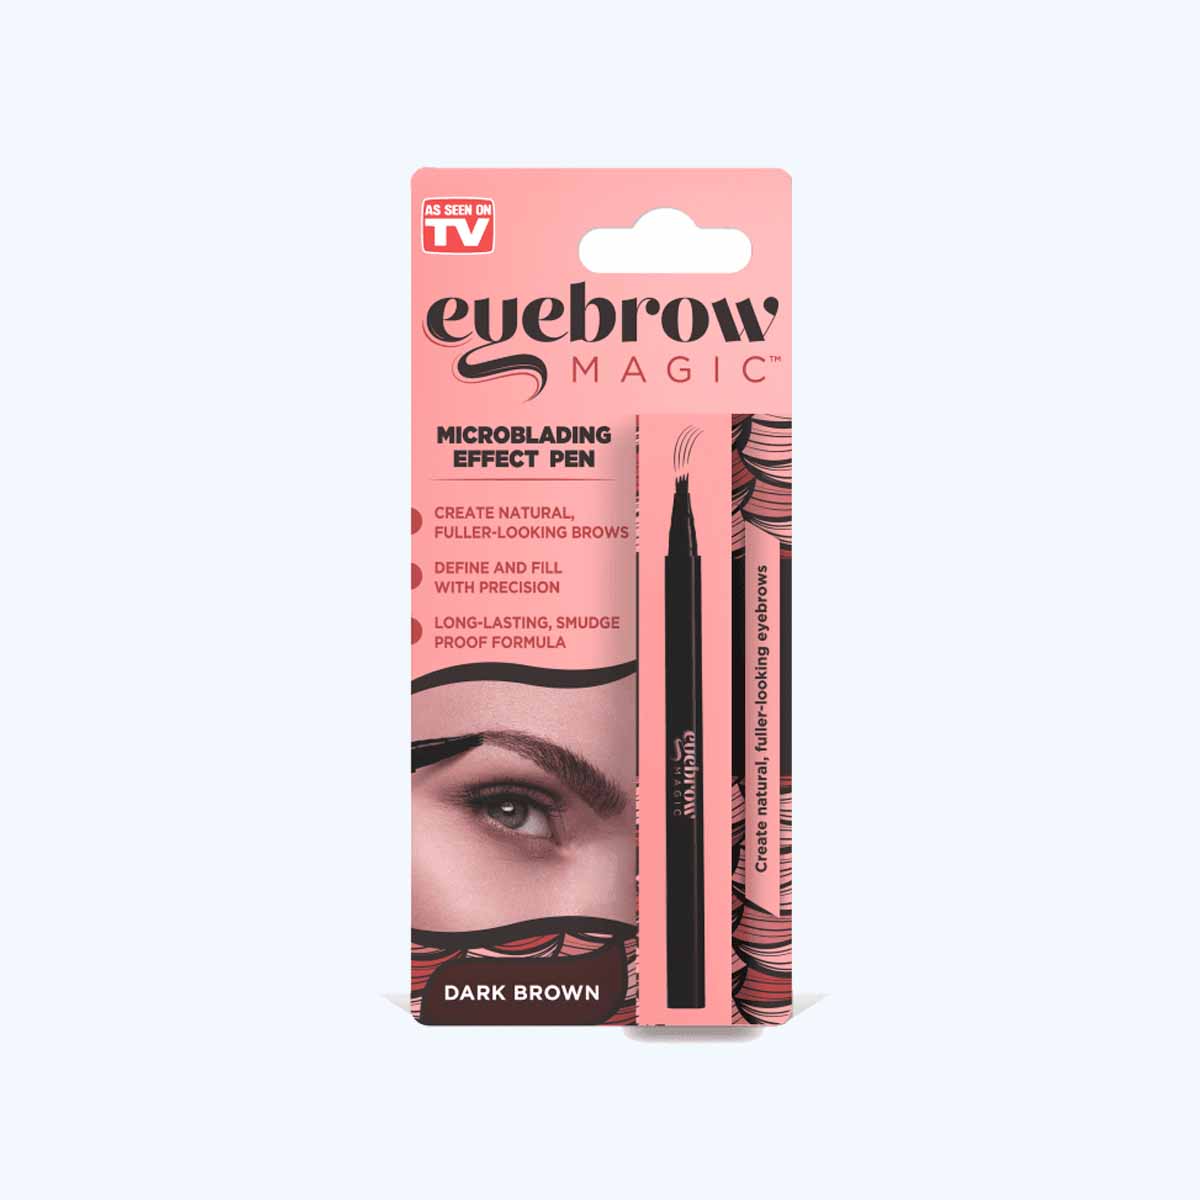 AS SEEN ON
TV
eyebrow
MAGIC™
MICROBLADING
EFFECT PEN
CREATE NATURAL,
FULLER-LOOKING BROWS
DEFINE AND FILL
WITH PRECISION
LONG-LASTING, SMUDGE
PROOF FORMULA
eyebrow
MAGIC
Create natural, fuller-looking eyebrows
DARK BROWN